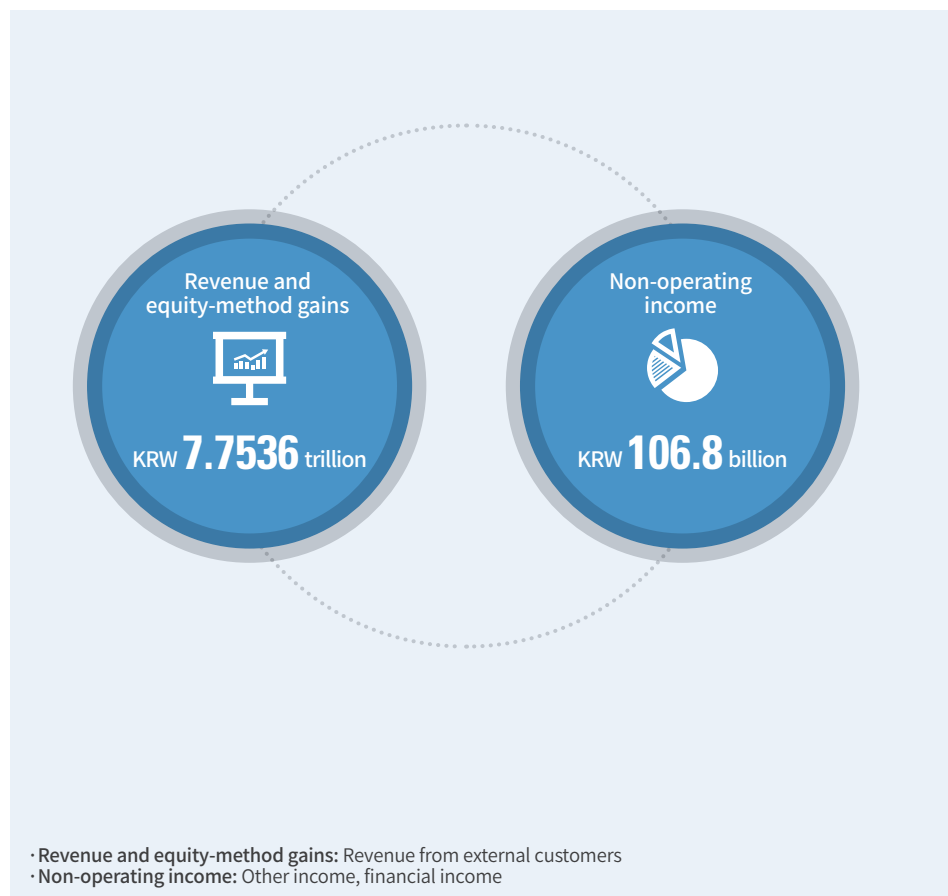 Revenue and
equity-method gains
KRW 7.7536 trillion
Non-operating
income
KRW 106.8 billion
· Revenue and equity-method gains: Revenue from external customers
· Non-operating income: Other income, financial income